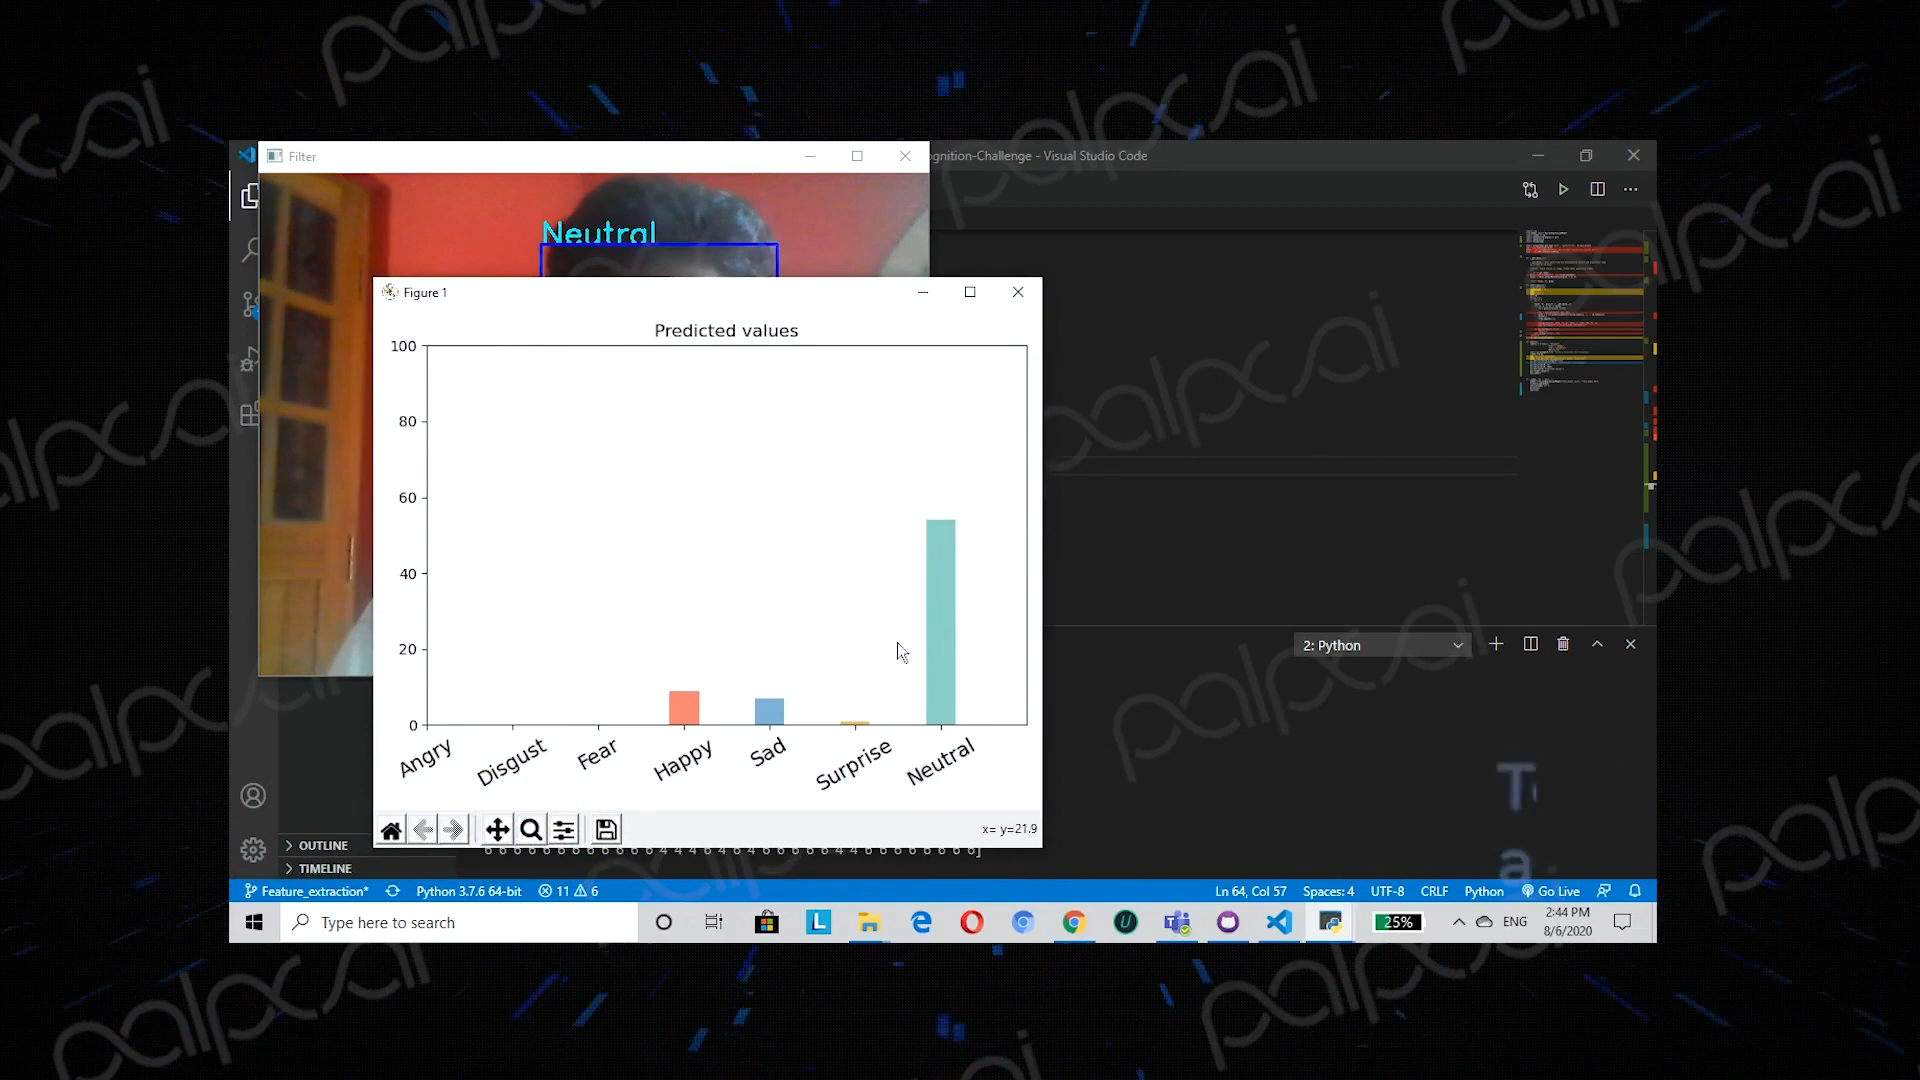 Filter
ognition-Challenge - Visual Studio Code
Neutral
Figure 1
Predicted values
100
80
60
40
20
0
Angry
Disgust
Fear
Happy
Sad
Surprise
Neutral
x= y=21.9
2: Python
OUTLINE
TIMELINE
Feature_extraction*
Python 3.7.6 64-bit
11
6
Ln 64, Col 57
Spaces: 4
UTF-8
CRLF
Python
Go Live
Type here to search
25%
ENG
2:44 PM
8/6/2020
palpx.ai